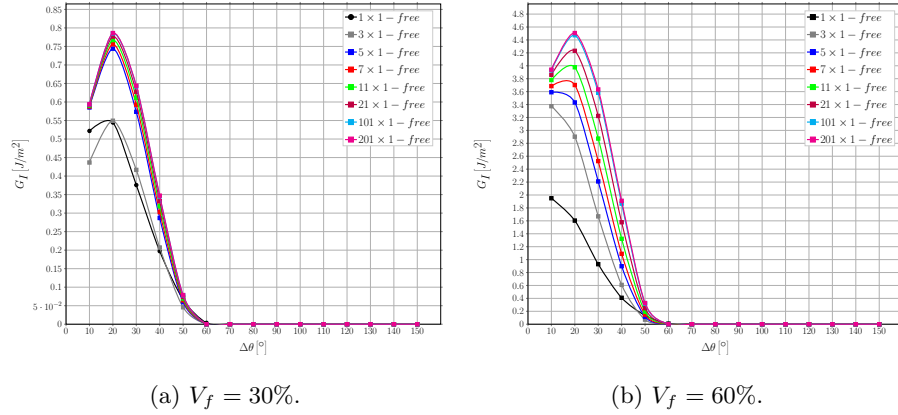 0.85
0.8
0.75
0.7
0.65
0.6
0.55
0.5
0.45
0.4
0.35
0.3
0.25
0.2
0.15
0.1
5 · 10⁻²
0
G_I [J/m²]
0 10 20 30 40 50 60 70 80 90 100 110 120 130 140 150
Δθ [°]
1 × 1 − free
3 × 1 − free
5 × 1 − free
7 × 1 − free
11 × 1 − free
21 × 1 − free
101 × 1 − free
201 × 1 − free
(a) V_f = 30%.
4.8
4.6
4.4
4.2
4
3.8
3.6
3.4
3.2
3
2.8
2.6
2.4
2.2
2
1.8
1.6
1.4
1.2
1
0.8
0.6
0.4
0.2
0
G_I [J/m²]
0 10 20 30 40 50 60 70 80 90 100 110 120 130 140 150
Δθ [°]
1 × 1 − free
3 × 1 − free
5 × 1 − free
7 × 1 − free
11 × 1 − free
21 × 1 − free
101 × 1 − free
201 × 1 − free
(b) V_f = 60%.